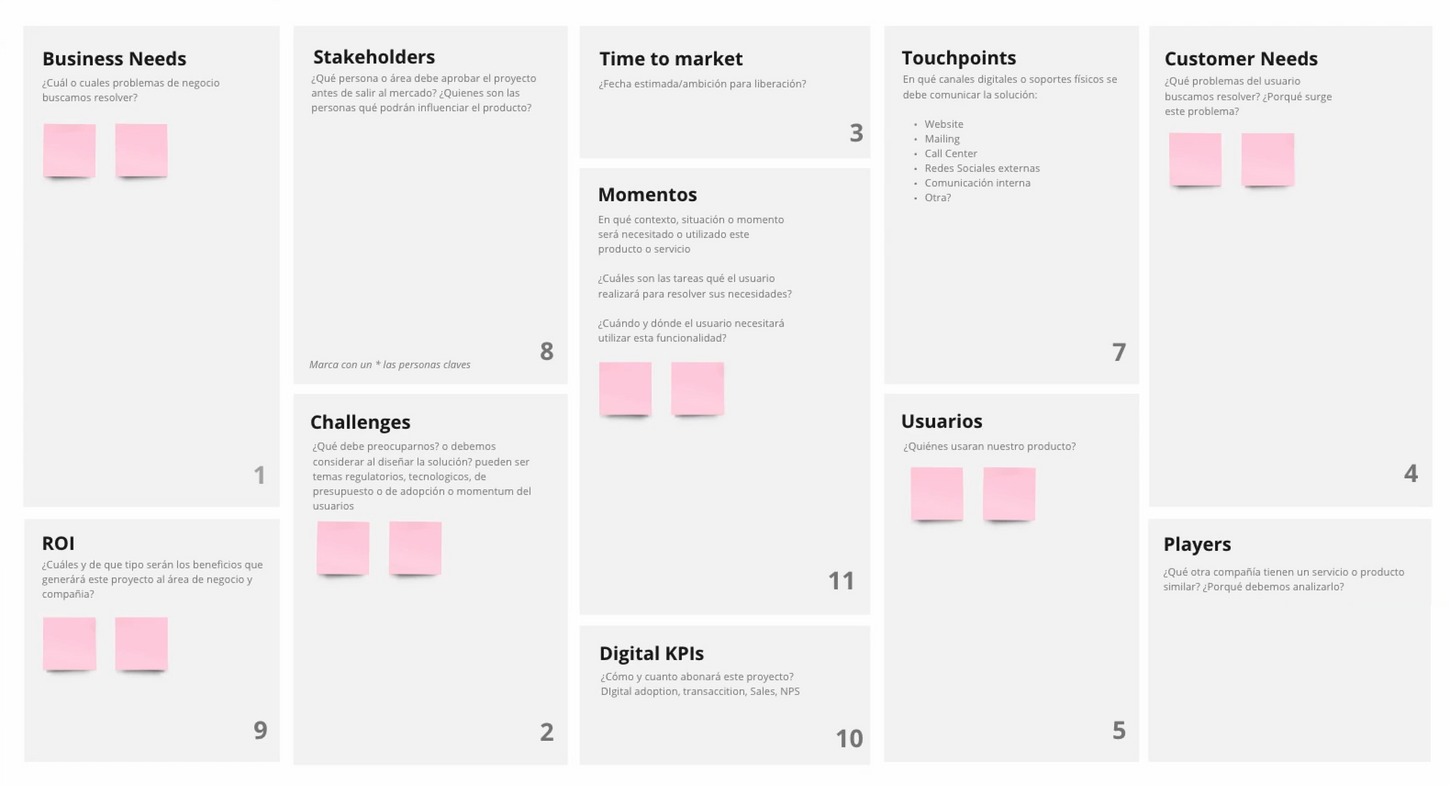 Business Needs
¿Cuál o cuales problemas de negocio
buscamos resolver?
1
ROI
¿Cuáles y de que tipo serán los beneficios que
generárá este proyecto al área de negocio y
compañia?
9
Stakeholders
¿Qué persona o área debe aprobar el proyecto
antes de salir al mercado? ¿Quienes son las
personas qué podrán influenciar el producto?
Marca con un * las personas claves
8
Challenges
¿Qué debe preocuparnos? o debemos
considerar al diseñar la solución? pueden ser
temas regulatorios, tecnologicos, de
presupuesto o de adopción o momentum del
usuarios
2
Time to market
¿Fecha estimada/ambición para liberación?
3
Momentos
En qué contexto, situación o momento
será necesitado o utilizado este
producto o servicio
¿Cuáles son las tareas qué el usuario
realizará para resolver sus necesidades?
¿Cuándo y dónde el usuario necesitará
utilizar esta funcionalidad?
11
Digital KPIs
¿Cómo y cuanto abonará este proyecto?
DIgital adoption, transaccition, Sales, NPS
10
Touchpoints
En qué canales digitales o soportes físicos se
debe comunicar la solución:
• Website
• Mailing
• Call Center
• Redes Sociales externas
• Comunicación interna
• Otra?
7
Usuarios
¿Quiénes usaran nuestro producto?
5
Customer Needs
¿Qué problemas del usuario
buscamos resolver? ¿Porqué surge
este problema?
4
Players
¿Qué otra compañía tienen un servicio o producto
similar? ¿Porqué debemos analizarlo?